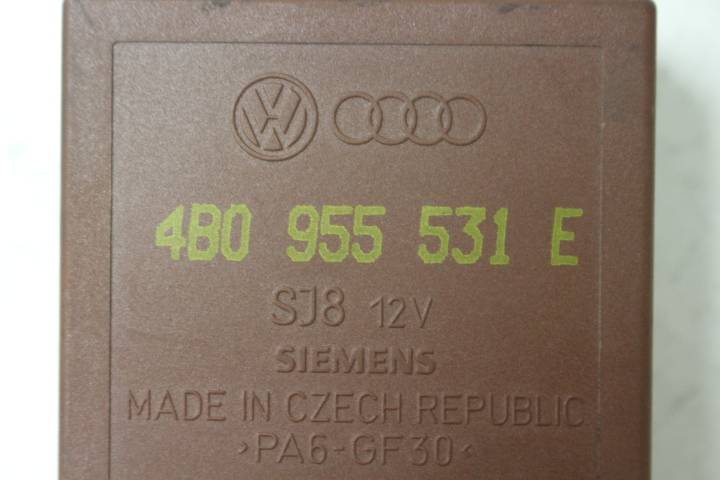 4B0 955 531 E
SJ8 12V
SIEMENS
MADE IN CZECH REPUBLIC
>PA6-GF30<